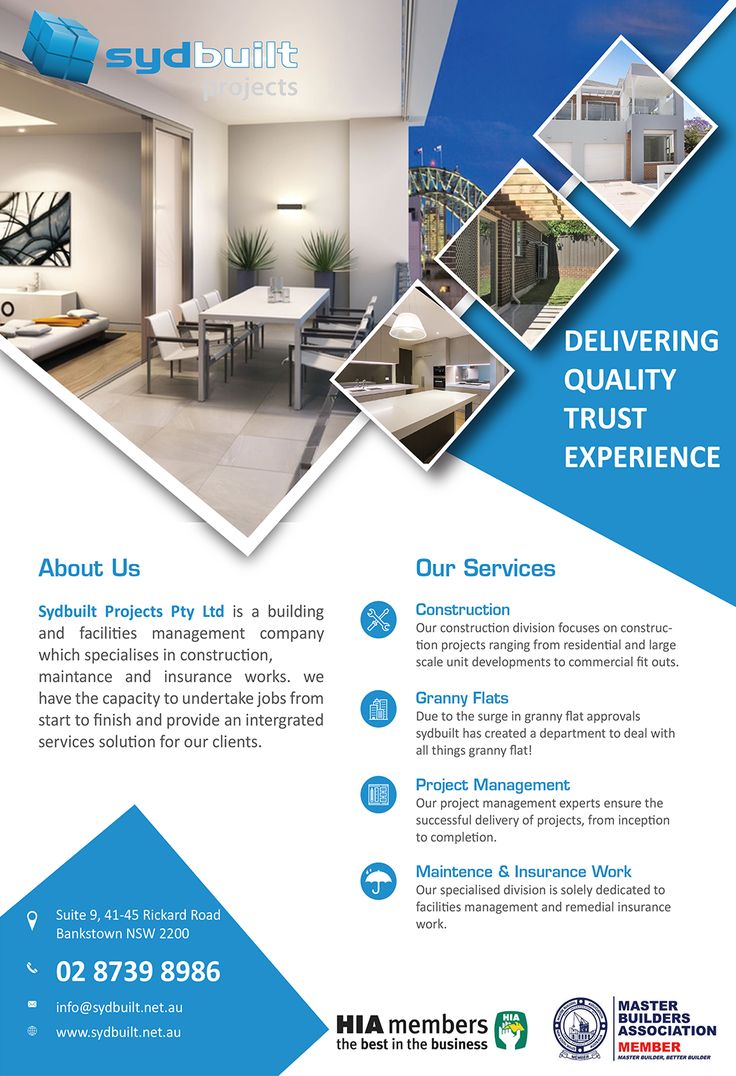 sydbuilt
projects
DELIVERING
QUALITY
TRUST
EXPERIENCE
About Us
Sydbuilt Projects Pty Ltd is a building
and facilities management company
which specialises in construction,
maintance and insurance works. we
have the capacity to undertake jobs from
start to finish and provide an intergrated
services solution for our clients.
Our Services
Construction
Our construction division focuses on construc-
tion projects ranging from residential and large
scale unit developments to commercial fit outs.
Granny Flats
Due to the surge in granny flat approvals
sydbuilt has created a department to deal with
all things granny flat!
Project Management
Our project management experts ensure the
successful delivery of projects, from inception
to completion.
Maintence & Insurance Work
Our specialised division is solely dedicated to
facilities management and remedial insurance
work.
Suite 9, 41-45 Rickard Road
Bankstown NSW 2200
02 8739 8986
info@sydbuilt.net.au
www.sydbuilt.net.au
HIA members
the best in the business
HIA
MEMBER
MASTER
BUILDERS
ASSOCIATION
MEMBER
MASTER BUILDER, BETTER BUILDER